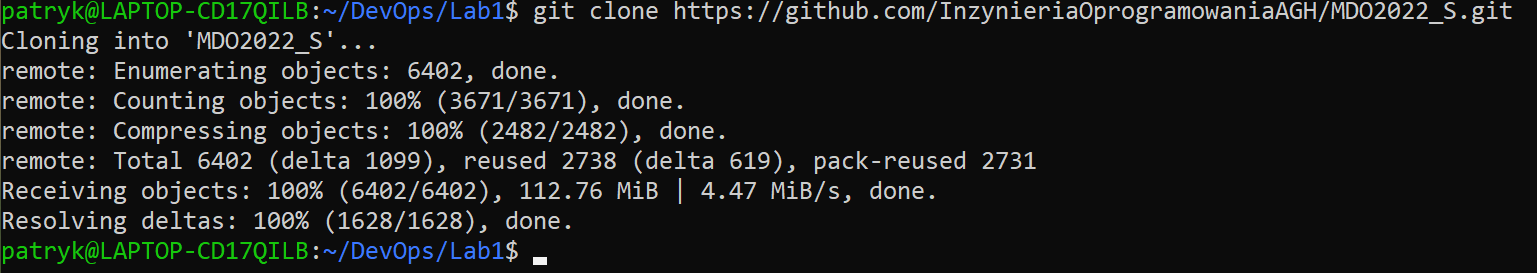 patryk@LAPTOP-CD17QILB:~/DevOps/Lab1$ git clone https://github.com/InzynieriaOprogramowaniaAGH/MDO2022_S.git
Cloning into 'MDO2022_S'...
remote: Enumerating objects: 6402, done.
remote: Counting objects: 100% (3671/3671), done.
remote: Compressing objects: 100% (2482/2482), done.
remote: Total 6402 (delta 1099), reused 2738 (delta 619), pack-reused 2731
Receiving objects: 100% (6402/6402), 112.76 MiB | 4.47 MiB/s, done.
Resolving deltas: 100% (1628/1628), done.
patryk@LAPTOP-CD17QILB:~/DevOps/Lab1$